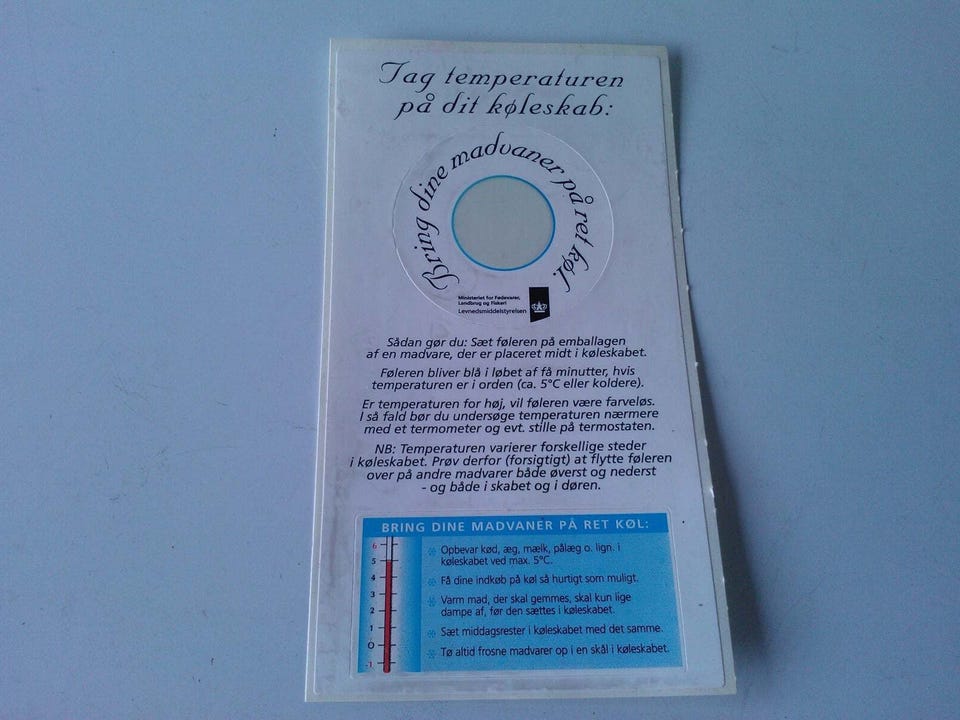 Tag temperaturen
på dit køleskab:
Bring dine madvaner på ret køl.
Ministeriet for Fødevarer,
Landbrug og Fiskeri
Levnedsmiddelstyrelsen
Sådan gør du: Sæt føleren på emballagen
af en madvare, der er placeret midt i køleskabet.
Føleren bliver blå i løbet af få minutter, hvis
temperaturen er i orden (ca. 5°C eller koldere).
Er temperaturen for høj, vil føleren være farveløs.
I så fald bør du undersøge temperaturen nærmere
med et termometer og evt. stille på termostaten.
NB: Temperaturen varierer forskellige steder
i køleskabet. Prøv derfor (forsigtigt) at flytte føleren
over på andre madvarer både øverst og nederst
- og både i skabet og i døren.
BRING DINE MADVANER PÅ RET KØL:
6
5
4
3
2
1
0
-1
Opbevar kød, æg, mælk, pålæg o. lign. i
køleskabet ved max. 5°C.
Få dine indkøb på køl så hurtigt som muligt.
Varm mad, der skal gemmes, skal kun lige
dampe af, før den sættes i køleskabet.
Sæt middagsrester i køleskabet med det samme.
Tø altid frosne madvarer op i en skål i køleskabet.